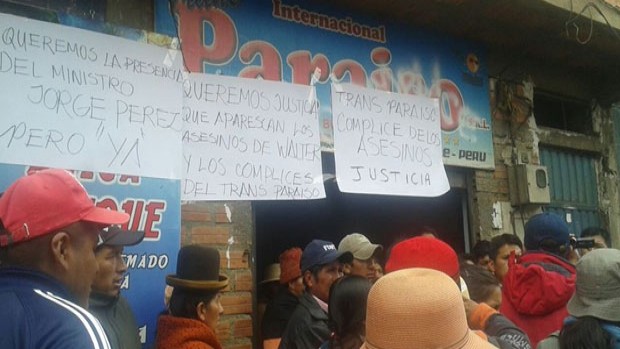 Internacional
Paraiso
QUEREMOS LA PRESENCIA
DEL MINISTRO
JORGE PEREZ
PERO "YA"
QUEREMOS JUSTICIA
QUE APARESCAN LOS
ASESINOS DE WALTER
Y LOS COMPLICES
DEL TRANS PARAISO
TRANS PARAISO
COMPLICE DE LOS
ASESINOS
JUSTICIA
- PERU